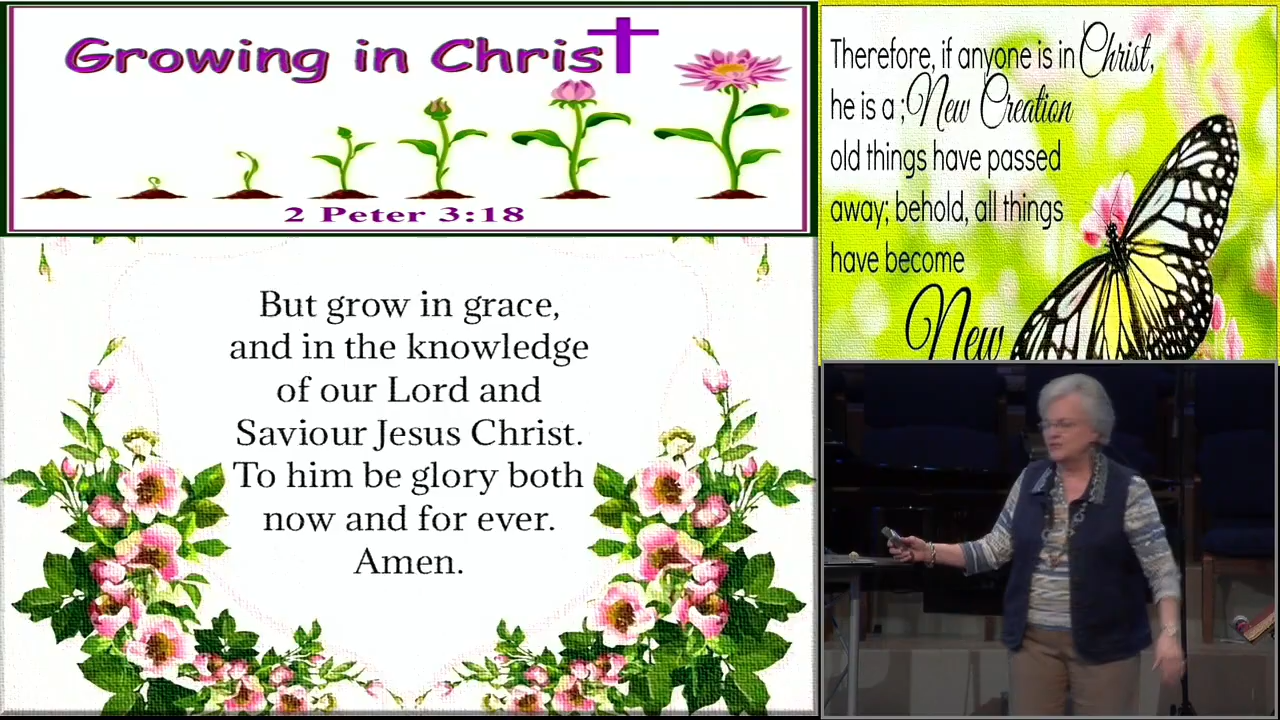 Growing in Christ
2 Peter 3:18
But grow in grace,
and in the knowledge
of our Lord and
Saviour Jesus Christ.
To him be glory both
now and for ever.
Amen.
Therefore, if anyone is in Christ,
he is a ;New Creation
old things have passed
away; behold, all things
have become
New